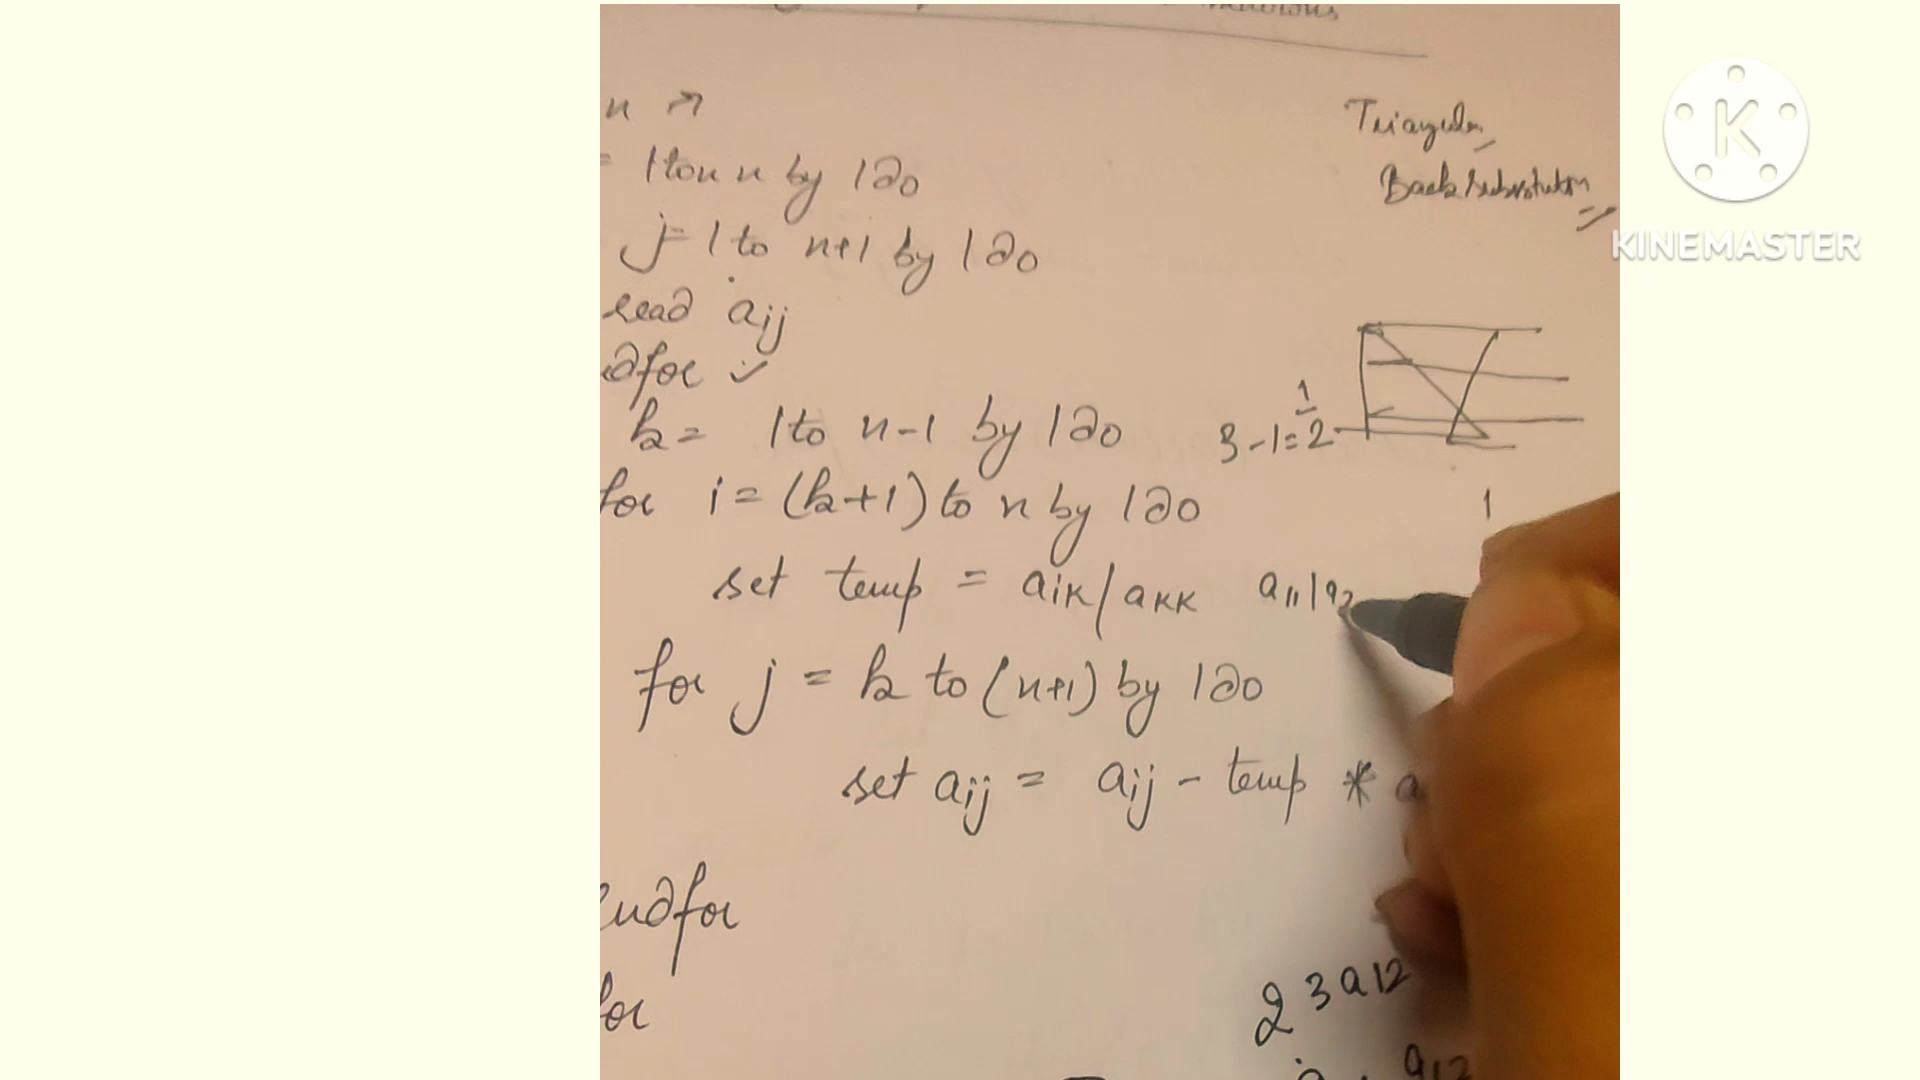 n
= 1 to n by 1 do
j = 1 to n+1 by 1 do
read aij
dfor ✓
k = 1 to n-1 by 1 do
for i = (k+1) to n by 1 do
set temp = aik/akk a11/a2
for j = k to (n+1) by 1 do
set aij = aij - temp * a
endfor
for
Triangular,
Back substitution
1
3-1=2
1
2 3 a12
a12
K
KINEMASTER